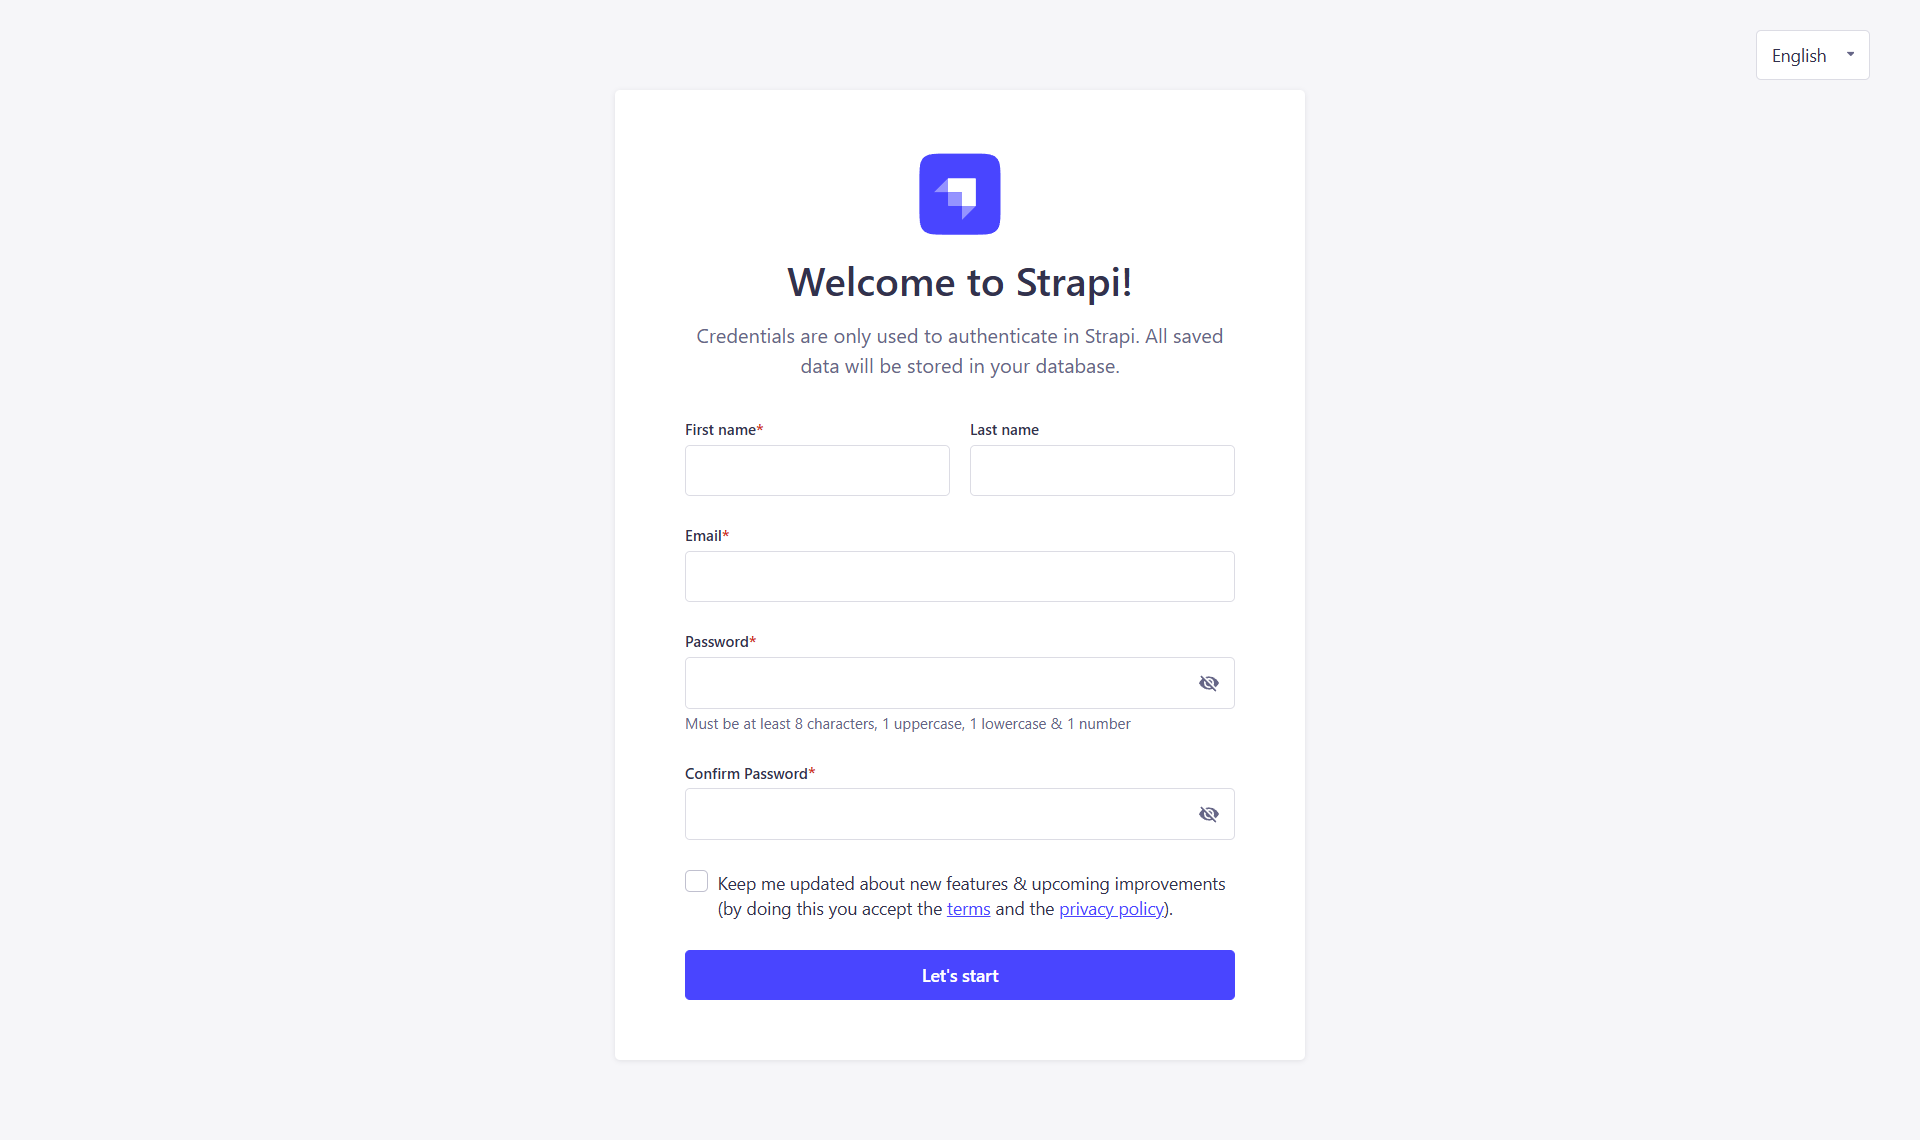 English
Welcome to Strapi!
Credentials are only used to authenticate in Strapi. All saved
data will be stored in your database.
First name*
Last name
Email*
Password*
Must be at least 8 characters, 1 uppercase, 1 lowercase & 1 number
Confirm Password*
Keep me updated about new features & upcoming improvements
(by doing this you accept the terms and the privacy policy).
Let's start